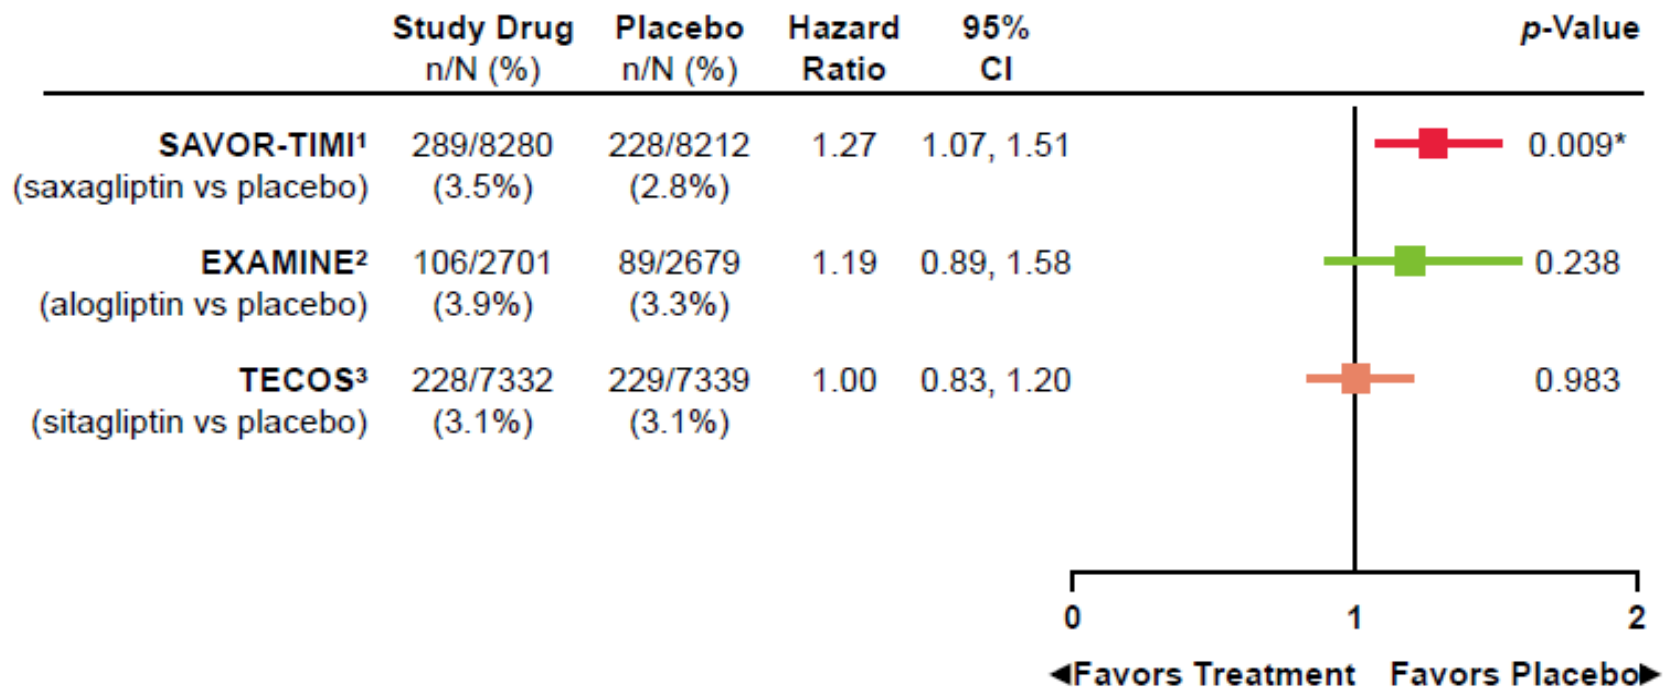 Study Drug Placebo Hazard 95% p-Value
n/N (%) n/N (%) Ratio CI
SAVOR-TIMI¹ 289/8280 228/8212 1.27 1.07, 1.51 0.009*
(saxagliptin vs placebo) (3.5%) (2.8%)
EXAMINE² 106/2701 89/2679 1.19 0.89, 1.58 0.238
(alogliptin vs placebo) (3.9%) (3.3%)
TECOS³ 228/7332 229/7339 1.00 0.83, 1.20 0.983
(sitagliptin vs placebo) (3.1%) (3.1%)
0 1 2
◄Favors Treatment Favors Placebo►